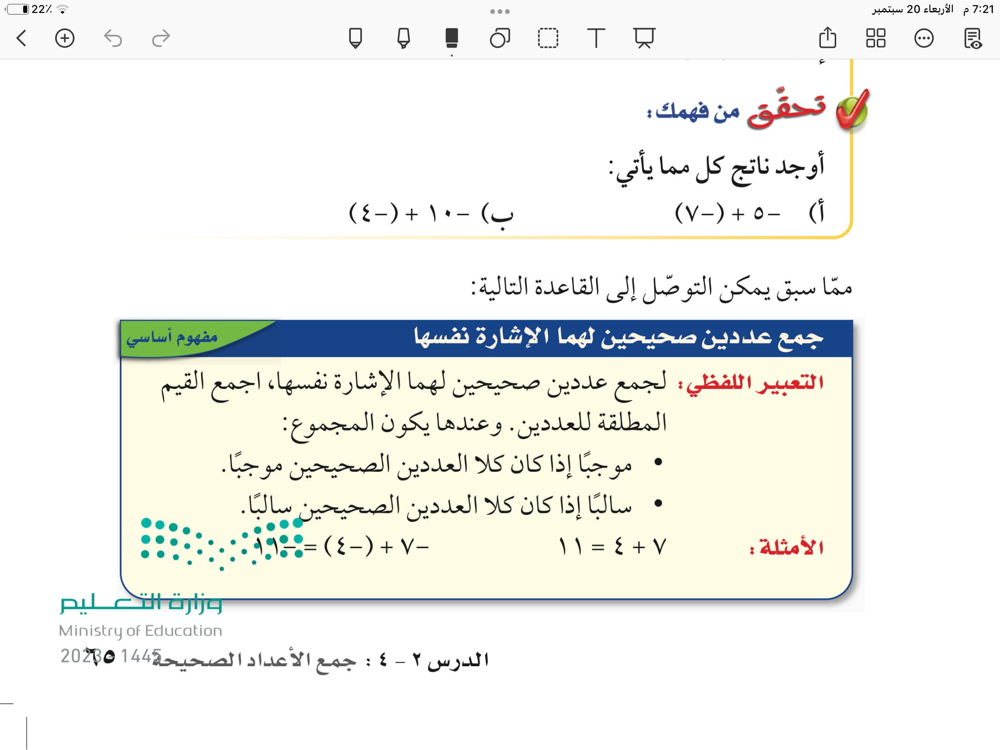 7:21 م الأربعاء 20 سبتمبر
22٪
تحقّق من فهمك:
أوجد ناتج كل مما يأتي:
أ) −٥ + (−٧)
ب) −١٠ + (−٤)
ممّا سبق يمكن التوصّل إلى القاعدة التالية:
جمع عددين صحيحين لهما الإشارة نفسها
مفهوم أساسي
التعبير اللفظي: لجمع عددين صحيحين لهما الإشارة نفسها، اجمع القيم
المطلقة للعددين. وعندها يكون المجموع:
• موجبًا إذا كان كلا العددين الصحيحين موجبًا.
• سالبًا إذا كان كلا العددين الصحيحين سالبًا.
الأمثلة: ٧ + ٤ = ١١ −٧ + (−٤) = −١١
وزارة التعليم
Ministry of Education
2023 - 1445
الدرس ٢ – ٤ : جمع الأعداد الصحيحة ٦٥